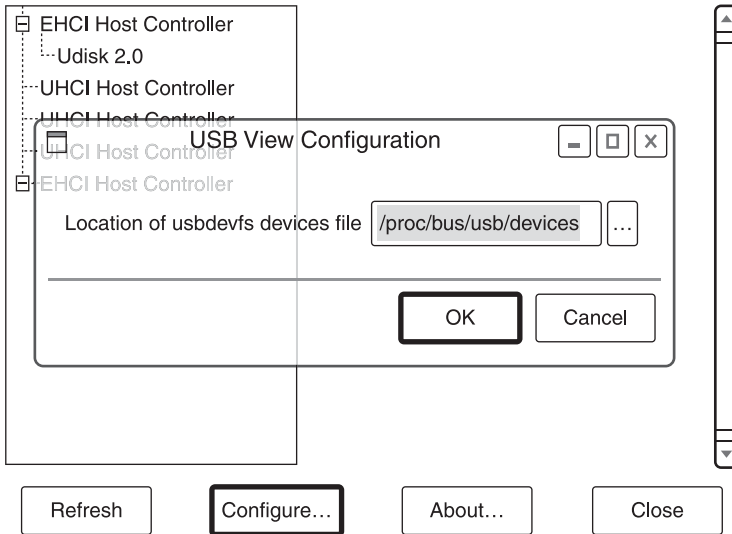 EHCI Host Controller
Udisk 2.0
UHCI Host Controller
UHCI Host Controller
UHCI Host Controller
EHCI Host Controller
USB View Configuration
Location of usbdevfs devices file /proc/bus/usb/devices ...
OK Cancel
Refresh Configure... About... Close